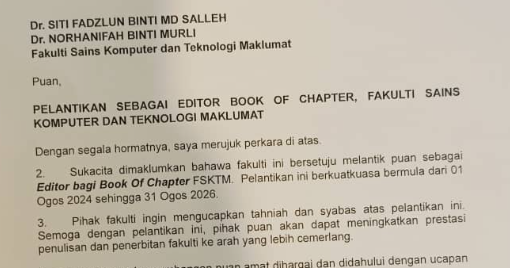 Dr. SITI FADZLUN BINTI MD SALLEH
Dr. NORHANIFAH BINTI MURLI
Fakulti Sains Komputer dan Teknologi Maklumat
Puan,
PELANTIKAN SEBAGAI EDITOR BOOK OF CHAPTER, FAKULTI SAINS
KOMPUTER DAN TEKNOLOGI MAKLUMAT
Dengan segala hormatnya, saya merujuk perkara di atas.
2. Sukacita dimaklumkan bahawa fakulti ini bersetuju melantik puan sebagai
Editor bagi Book Of Chapter FSKTM. Pelantikan ini berkuatkuasa bermula dari 01
Ogos 2024 sehingga 31 Ogos 2026.
3. Pihak fakulti ingin mengucapkan tahniah dan syabas atas pelantikan ini.
Semoga dengan pelantikan ini, pihak puan akan dapat meningkatkan prestasi
penulisan dan penerbitan fakulti ke arah yang lebih cemerlang.
puan amat dihargai dan didahului dengan ucapan